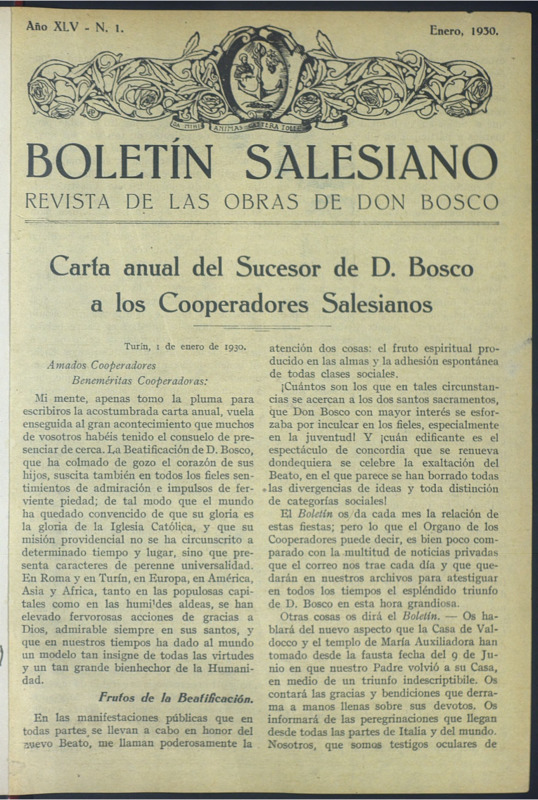 Año XLV - N. 1.
Enero, 1930.
DA MIHI ANIMAS CÆTERA TOLLE
BOLETÍN SALESIANO
REVISTA DE LAS OBRAS DE DON BOSCO
Carta anual del Sucesor de D. Bosco
a los Cooperadores Salesianos
Turín, 1 de enero de 1930.
Amados Cooperadores
Beneméritas Cooperadoras:
Mi mente, apenas tomo la pluma para
escribiros la acostumbrada carta anual, vuela
enseguida al gran acontecimiento que muchos
de vosotros habéis tenido el consuelo de pre-
senciar de cerca. La Beatificación de D. Bosco,
que ha colmado de gozo el corazón de sus
hijos, suscita también en todos los fieles sen-
timientos de admiración e impulsos de fer-
viente piedad; de tal modo que el mundo
ha quedado convencido de que su gloria es
la gloria de la Iglesia Católica, y que su
misión providencial no se ha circunscrito a
determinado tiempo y lugar, sino que pre-
senta caracteres de perenne universalidad.
En Roma y en Turín, en Europa, en América,
Asia y Africa, tanto en las populosas capi-
tales como en las humildes aldeas, se han
elevado fervorosas acciones de gracias a
Dios, admirable siempre en sus santos, y
que en nuestros tiempos ha dado al mundo
un modelo tan insigne de todas las virtudes
y un tan grande bienhechor de la Humani-
dad.
Frutos de la Beatificación.
En las manifestaciones públicas que en
todas partes se llevan a cabo en honor del
nuevo Beato, me llaman poderosamente la
atención dos cosas: el fruto espiritual pro-
ducido en las almas y la adhesión espontánea
de todas clases sociales.
¡Cuántos son los que en tales circunstan-
cias se acercan a los dos santos sacramentos,
que Don Bosco con mayor interés se esfor-
zaba por inculcar en los fieles, especialmente
en la juventud! Y ¡cuán edificante es el
espectáculo de concordia que se renueva
dondequiera se celebre la exaltación del
Beato, en el que parece se han borrado todas
las divergencias de ideas y toda distinción
de categorías sociales!
El Boletín os da cada mes la relación de
estas fiestas; pero lo que el Organo de los
Cooperadores puede decir, es bien poco com-
parado con la multitud de noticias privadas
que el correo nos trae cada día y que que-
darán en nuestros archivos para atestiguar
en todos los tiempos el espléndido triunfo
de D. Bosco en esta hora grandiosa.
Otras cosas os dirá el Boletín. — Os ha-
blará del nuevo aspecto que la Casa de Val-
docco y el templo de María Auxiliadora han
tomado desde la fausta fecha del 9 de Ju-
nio en que nuestro Padre volvió a su Casa,
en medio de un triunfo indescriptible. Os
contará las gracias y bendiciones que derra-
ma a manos llenas sobre sus devotos. Os
informará de las peregrinaciones que llegan
desde todas las partes de Italia y del mundo.
Nosotros, que somos testigos oculares de